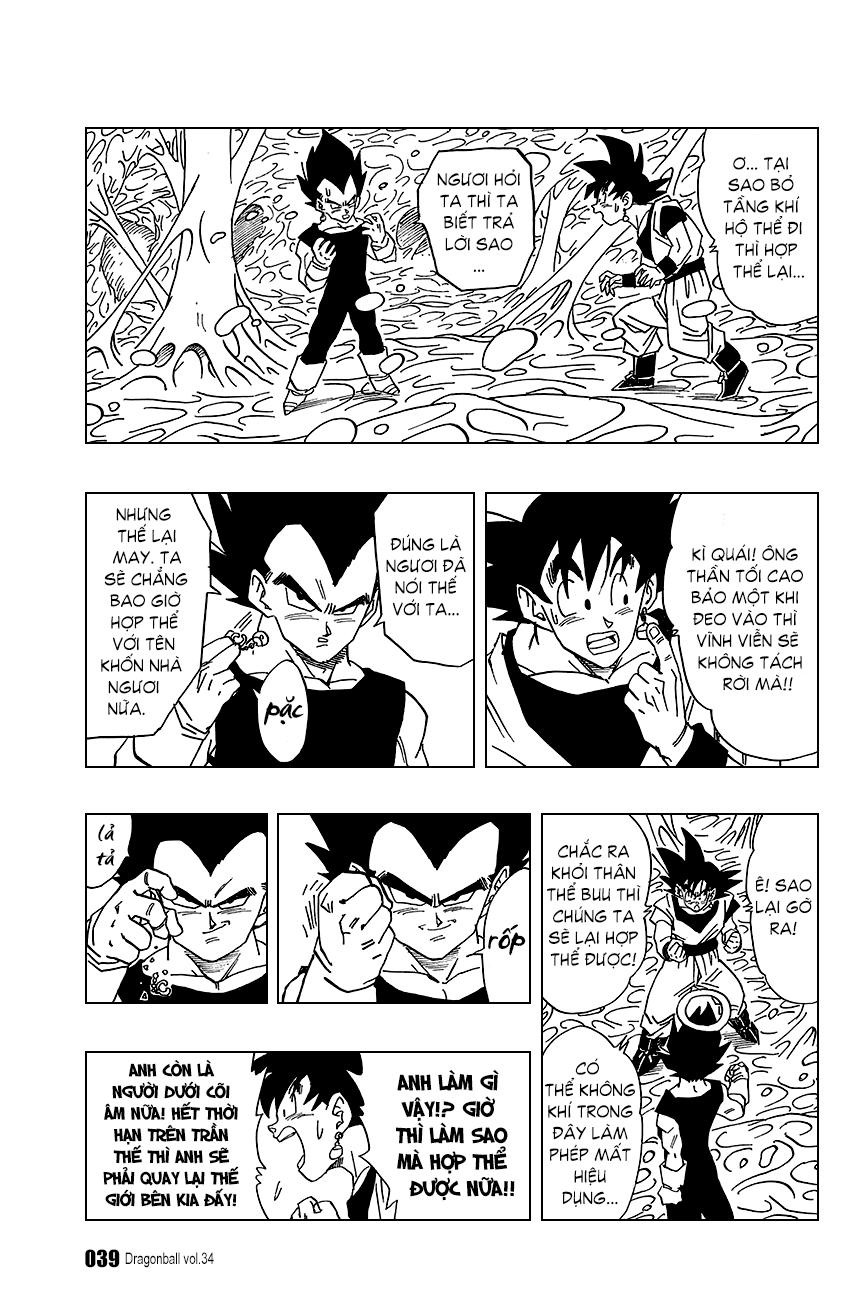 Ơ... TẠI
SAO BỎ
TẦNG KHÍ
HỘ THỂ ĐI
THÌ HỢP
THỂ LẠI...
NGƯƠI HỎI
TA THÌ TA
BIẾT TRẢ
LỜI SAO
...
KÌ QUÁI! ÔNG
THẦN TỐI CAO
BẢO MỘT KHI
ĐEO VÀO THÌ
VĨNH VIỄN SẼ
KHÔNG TÁCH
RỜI MÀ!!
ĐÚNG LÀ
NGƯƠI ĐÃ
NÓI THẾ
VỚI TA...
NHƯNG
THẾ LẠI
MAY. TA
SẼ CHẲNG
BAO GIỜ
HỢP THỂ
VỚI TÊN
KHỐN NHÀ
NGƯƠI
NỮA.
pặc
Ê! SAO
LẠI GỠ
RA!
CHẮC RA
KHỎI THÂN
THỂ BUU THÌ
CHÚNG TA
SẼ LẠI HỢP
THỂ ĐƯỢC!
CÓ
THỂ KHÔNG
KHÍ TRONG
ĐÂY LÀM
PHÉP MẤT
HIỆU
DỤNG...
rốp
lả
tả
ANH LÀM GÌ
VẬY!? GIỜ
THÌ LÀM SAO
MÀ HỢP THỂ
ĐƯỢC NỮA!!
ANH CÒN LÀ
NGƯỜI DƯỚI CÕI
ÂM NỮA! HẾT THỜI
HẠN TRÊN TRẦN
THẾ THÌ ANH SẼ
PHẢI QUAY LẠI THẾ
GIỚI BÊN KIA ĐẤY!
039 Dragonball vol.34